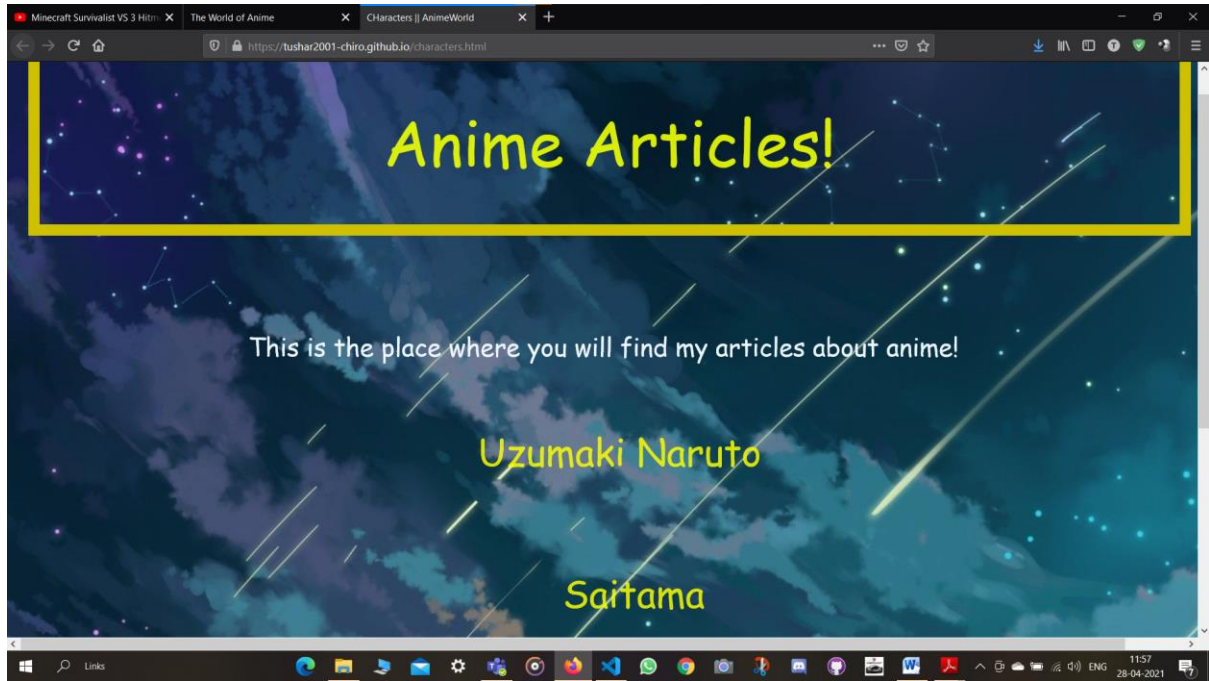 Minecraft Survivalist VS 3 Hitm
The World of Anime
CHaracters || AnimeWorld
https://tushar2001-chiro.github.io/characters.html
Anime Articles!
This is the place where you will find my articles about anime!
Uzumaki Naruto
Saitama
Links
ENG
11:57
28-04-2021